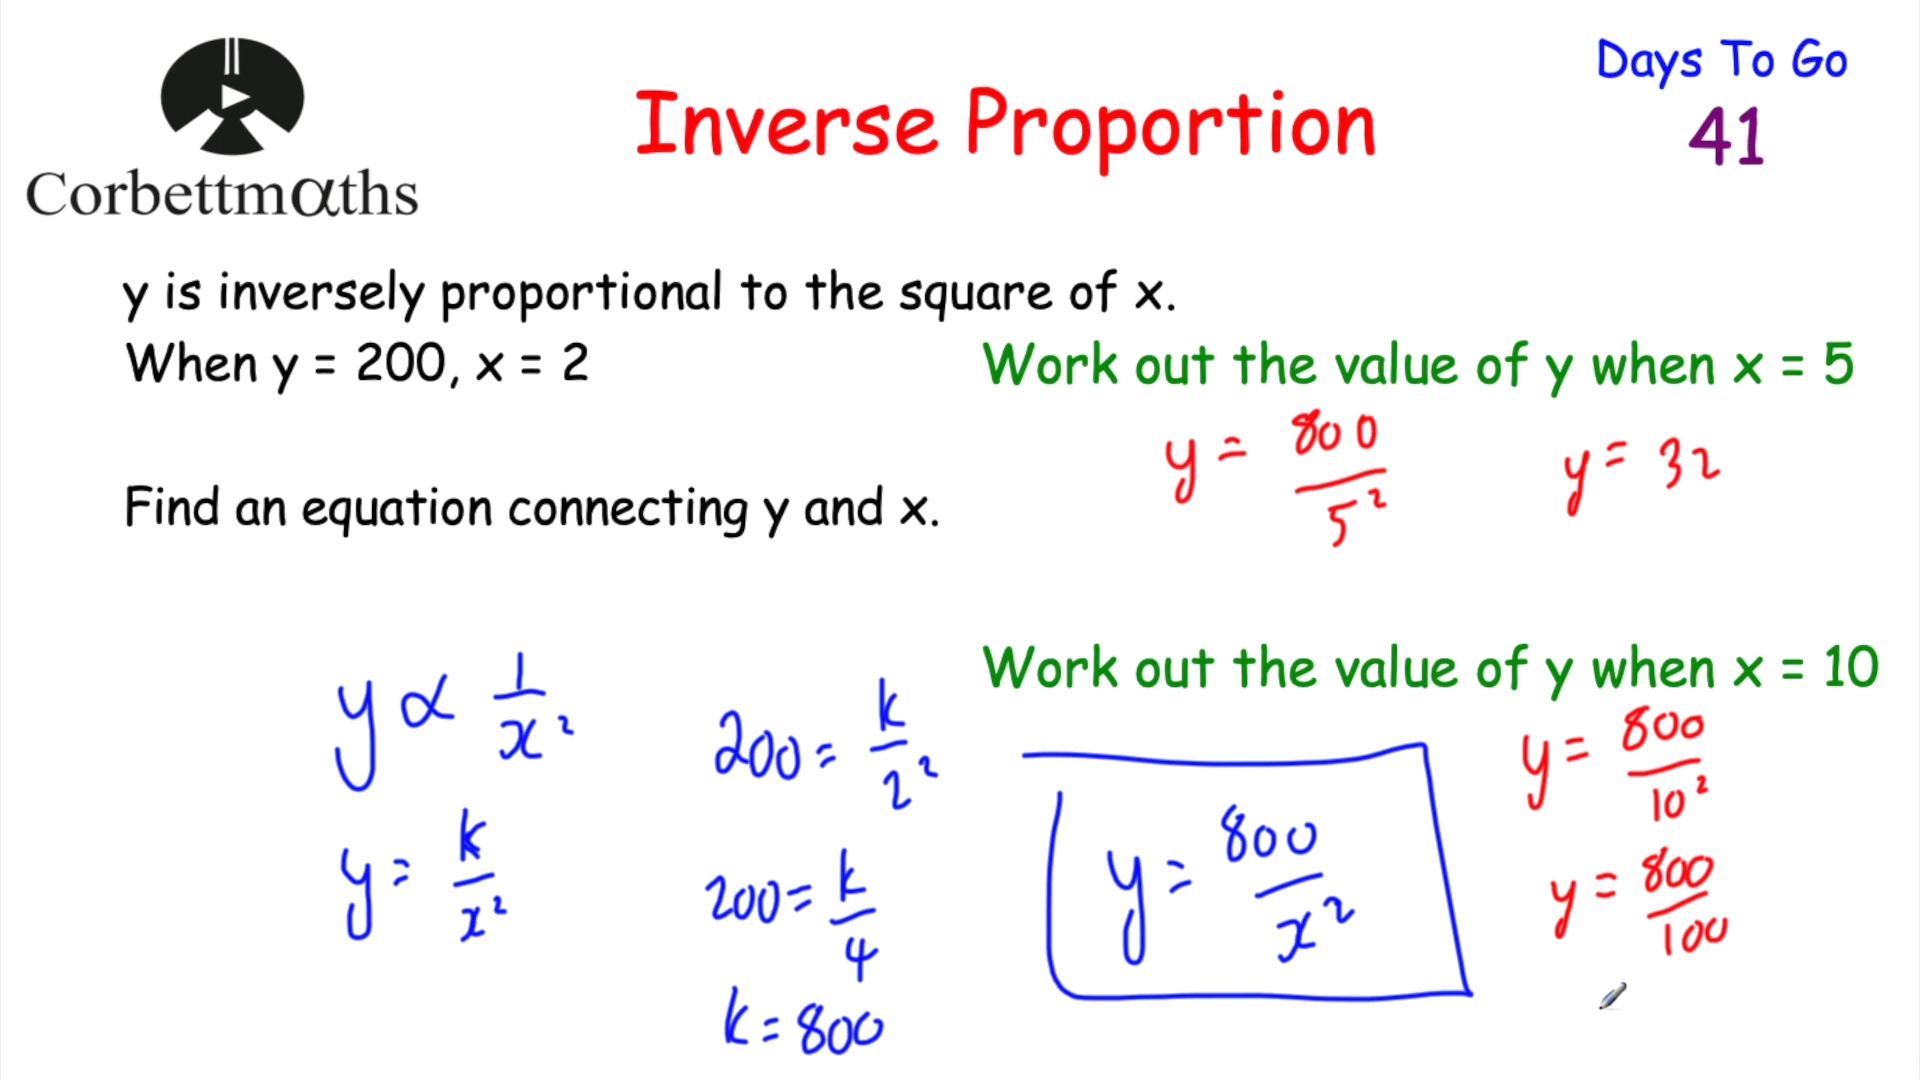 Days To Go
41
Inverse Proportion
Corbettmαths
y is inversely proportional to the square of x.
When y = 200, x = 2
Find an equation connecting y and x.
y ∝ 1/x²
y = k/x²
200 = k/2²
200 = k/4
k = 800
y = 800/x²
Work out the value of y when x = 5
y = 800/5²
y = 32
Work out the value of y when x = 10
y = 800/10²
y = 800/100